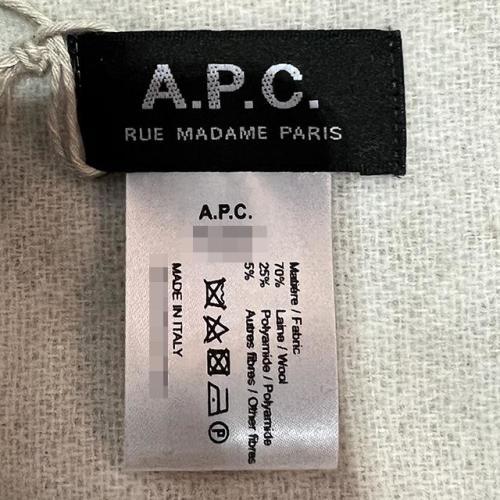 A.P.C.
RUE MADAME PARIS
A.P.C.
Matière / Fabric
70% Laine / Wool
25% Polyamide / Polyamide
5% Autres fibres / Other fibres
P
MADE IN ITALY